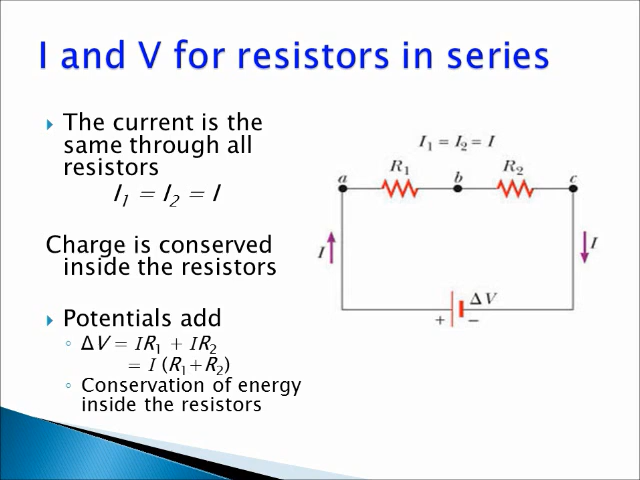 I and V for resistors in series
The current is the
same through all
resistors
I₁ = I₂ = I
Charge is conserved
inside the resistors
Potentials add
ΔV = IR₁ + IR₂
= I (R₁+R₂)
Conservation of energy
inside the resistors
I₁ = I₂ = I
R₁ R₂
a b c
I I
ΔV
+ −